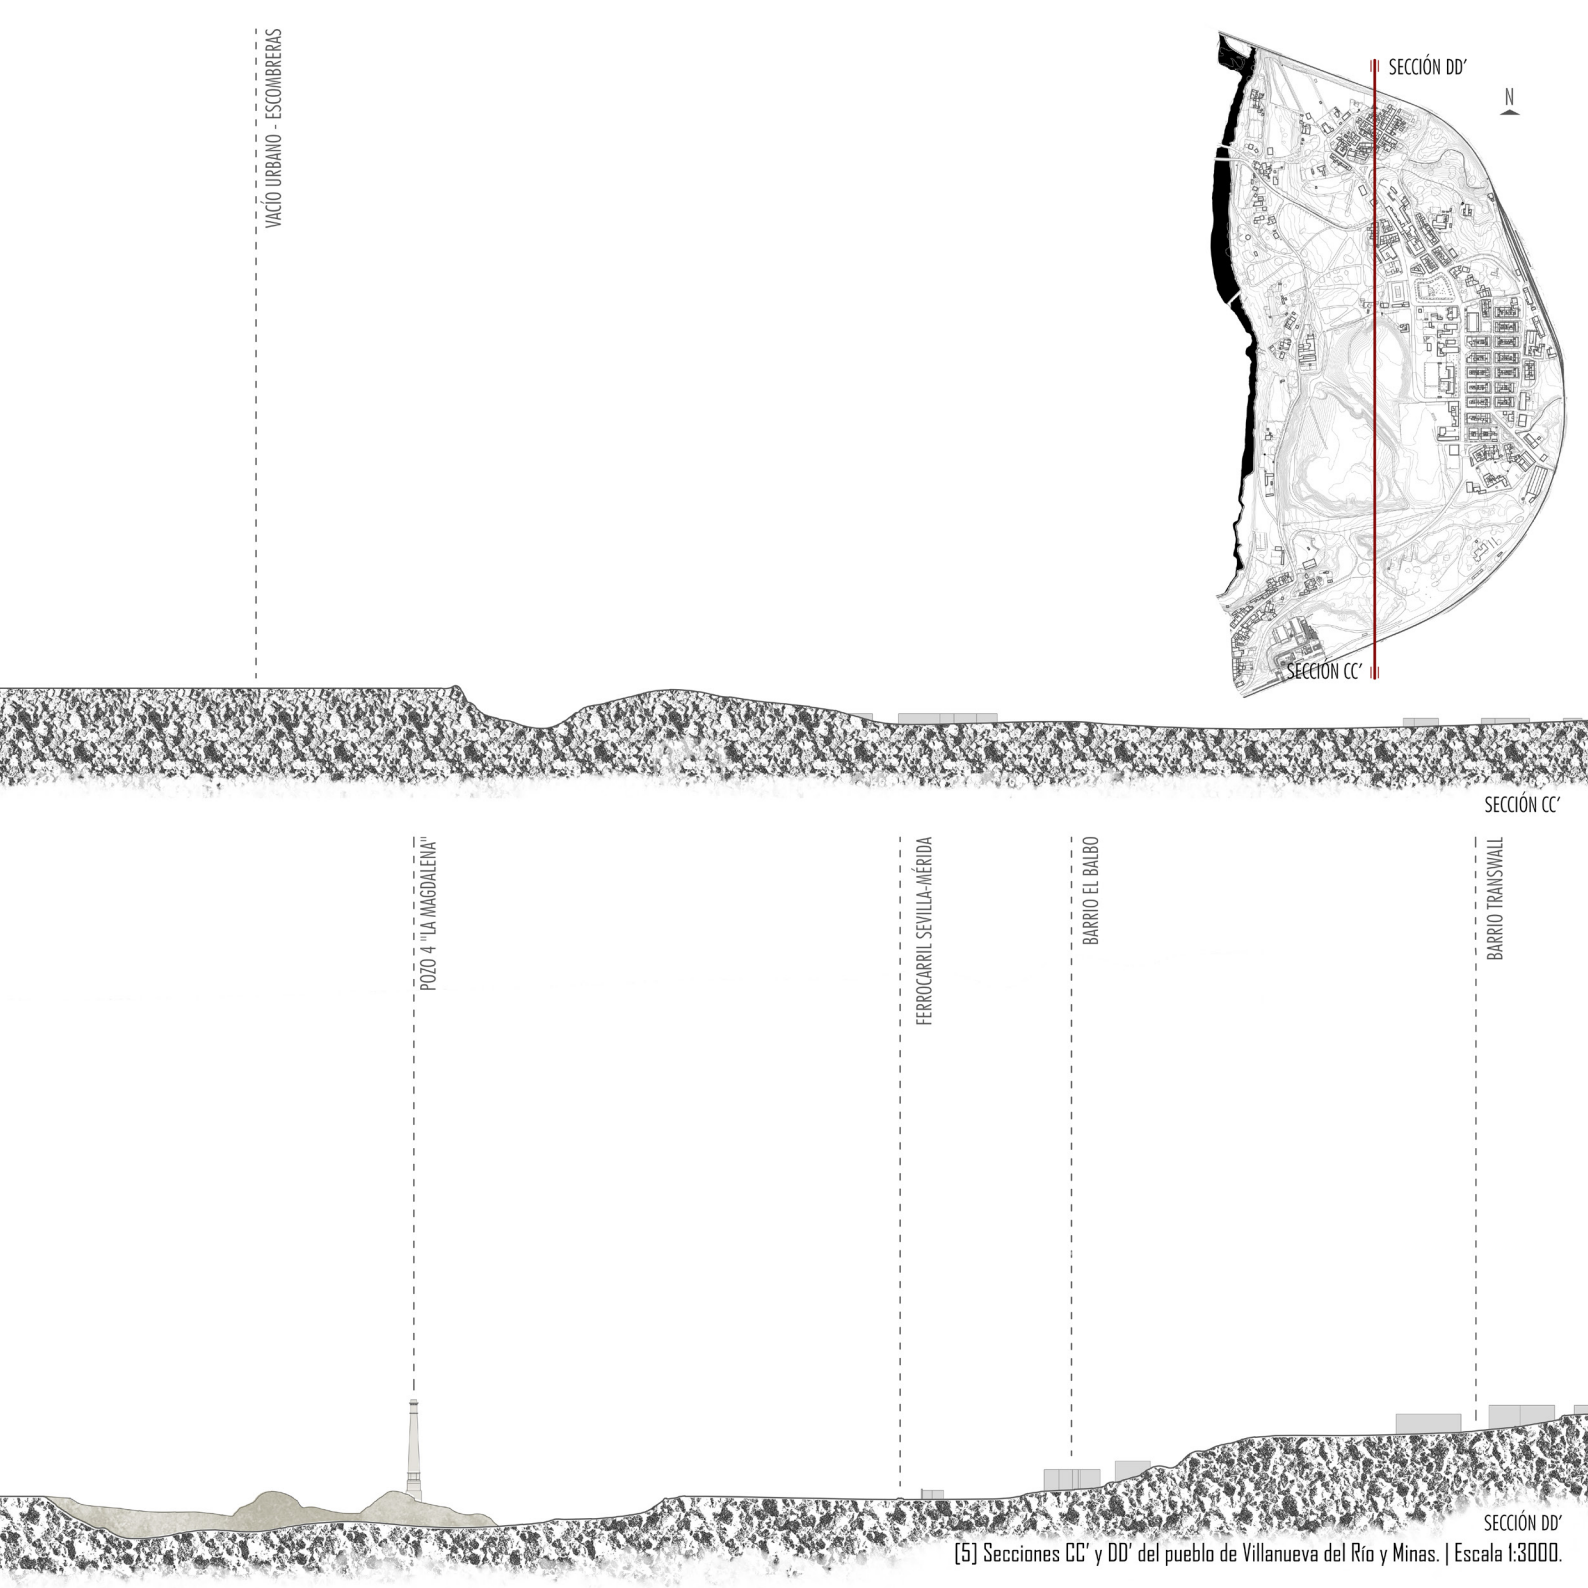 VACÍO URBANO - ESCOMBRERAS
SECCIÓN DD'
N
SECCIÓN CC'
SECCIÓN CC'
POZO 4 "LA MAGDALENA"
FERROCARRIL SEVILLA-MÉRIDA
BARRIO EL BALBO
BARRIO TRANSWALL
SECCIÓN DD'
[5] Secciones CC' y DD' del pueblo de Villanueva del Río y Minas. | Escala 1:3000.